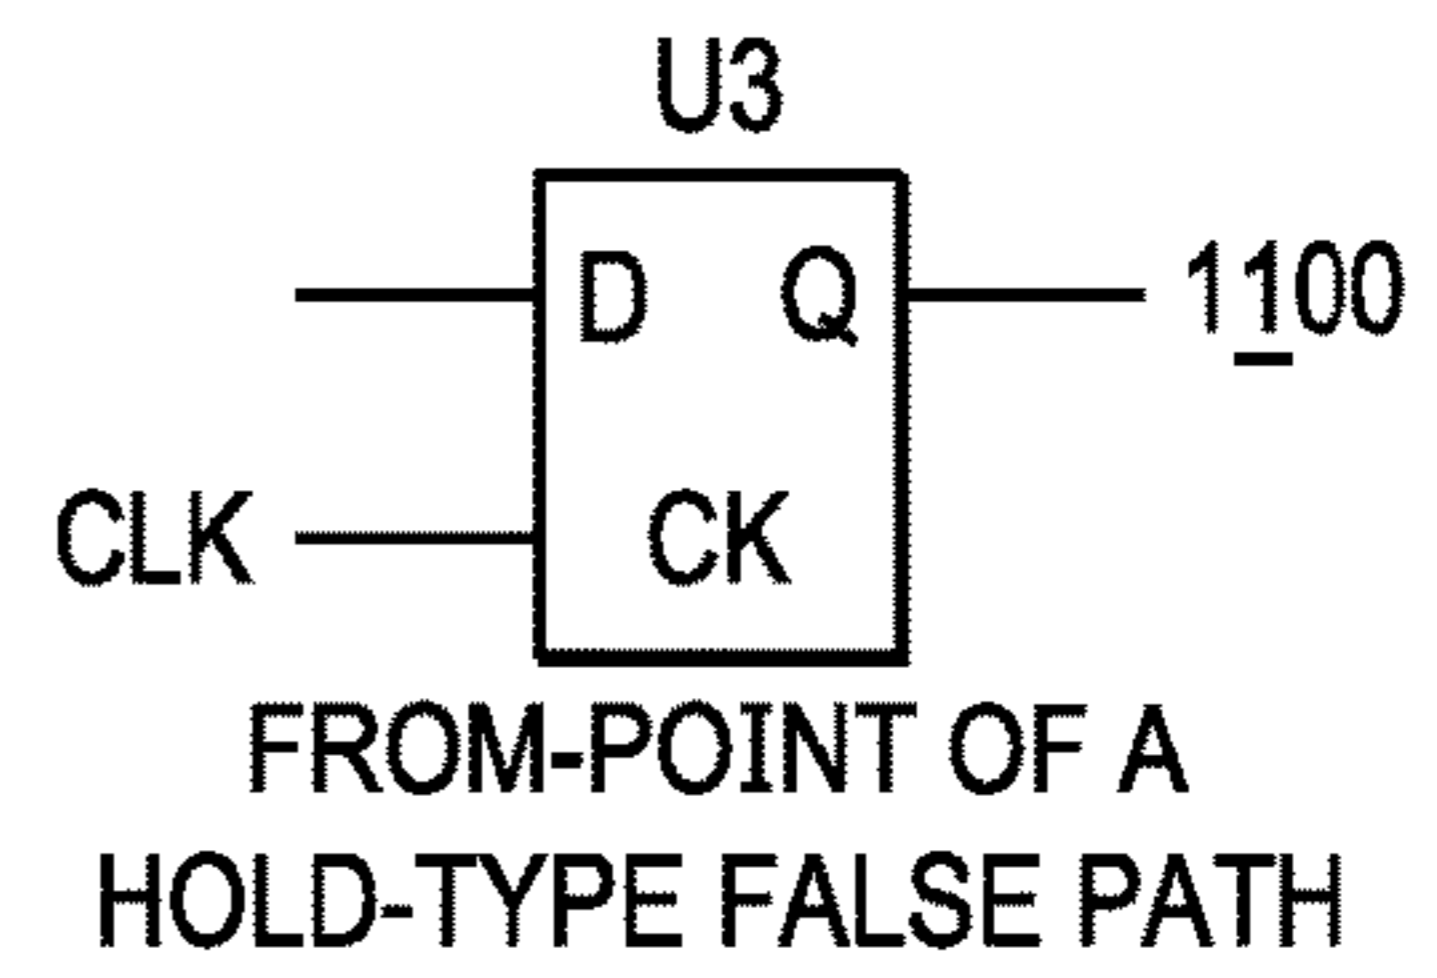 U3
D Q 1100
CLK CK
FROM-POINT OF A
HOLD-TYPE FALSE PATH